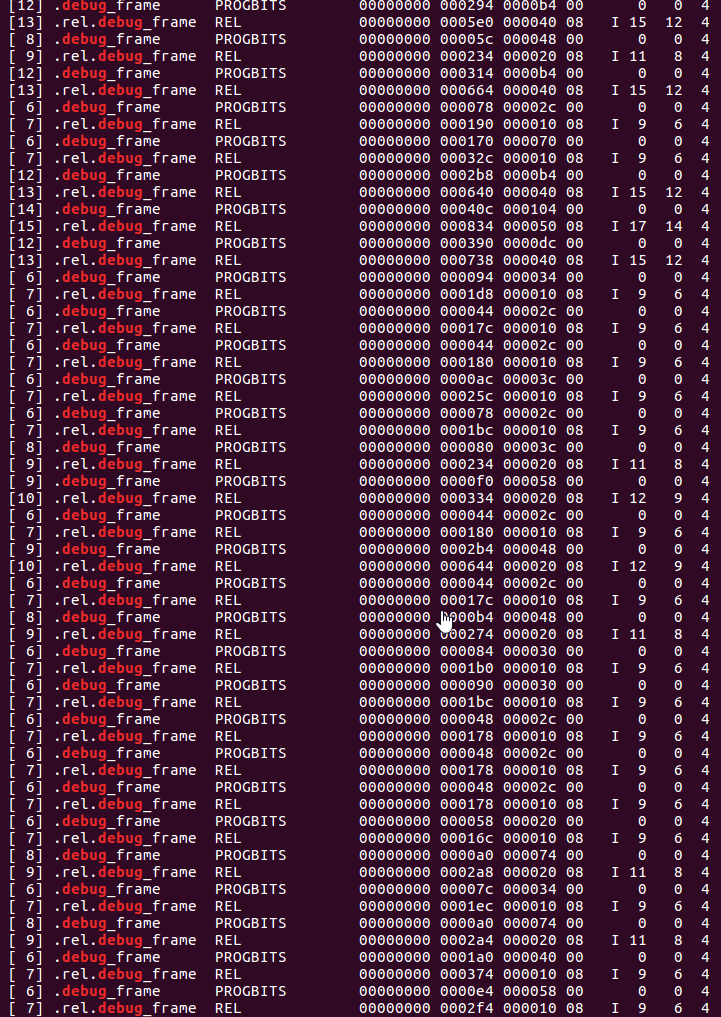 [12] .debug_frame PROGBITS 00000000 000294 0000b4 00 0 0 4
[13] .rel.debug_frame REL 00000000 0005e0 000040 08 I 15 12 4
[ 8] .debug_frame PROGBITS 00000000 00005c 000048 00 0 0 4
[ 9] .rel.debug_frame REL 00000000 000234 000020 08 I 11 8 4
[12] .debug_frame PROGBITS 00000000 000314 0000b4 00 0 0 4
[13] .rel.debug_frame REL 00000000 000664 000040 08 I 15 12 4
[ 6] .debug_frame PROGBITS 00000000 000078 00002c 00 0 0 4
[ 7] .rel.debug_frame REL 00000000 000190 000010 08 I 9 6 4
[ 6] .debug_frame PROGBITS 00000000 000170 000070 00 0 0 4
[ 7] .rel.debug_frame REL 00000000 00032c 000010 08 I 9 6 4
[12] .debug_frame PROGBITS 00000000 0002b8 0000b4 00 0 0 4
[13] .rel.debug_frame REL 00000000 000640 000040 08 I 15 12 4
[14] .debug_frame PROGBITS 00000000 00040c 000104 00 0 0 4
[15] .rel.debug_frame REL 00000000 000834 000050 08 I 17 14 4
[12] .debug_frame PROGBITS 00000000 000390 0000dc 00 0 0 4
[13] .rel.debug_frame REL 00000000 000738 000040 08 I 15 12 4
[ 6] .debug_frame PROGBITS 00000000 000094 000034 00 0 0 4
[ 7] .rel.debug_frame REL 00000000 0001d8 000010 08 I 9 6 4
[ 6] .debug_frame PROGBITS 00000000 000044 00002c 00 0 0 4
[ 7] .rel.debug_frame REL 00000000 00017c 000010 08 I 9 6 4
[ 6] .debug_frame PROGBITS 00000000 000044 00002c 00 0 0 4
[ 7] .rel.debug_frame REL 00000000 000180 000010 08 I 9 6 4
[ 6] .debug_frame PROGBITS 00000000 0000ac 00003c 00 0 0 4
[ 7] .rel.debug_frame REL 00000000 00025c 000010 08 I 9 6 4
[ 6] .debug_frame PROGBITS 00000000 000078 00002c 00 0 0 4
[ 7] .rel.debug_frame REL 00000000 0001bc 000010 08 I 9 6 4
[ 8] .debug_frame PROGBITS 00000000 000080 00003c 00 0 0 4
[ 9] .rel.debug_frame REL 00000000 000234 000020 08 I 11 8 4
[ 9] .debug_frame PROGBITS 00000000 0000f0 000058 00 0 0 4
[10] .rel.debug_frame REL 00000000 000334 000020 08 I 12 9 4
[ 6] .debug_frame PROGBITS 00000000 000044 00002c 00 0 0 4
[ 7] .rel.debug_frame REL 00000000 000180 000010 08 I 9 6 4
[ 9] .debug_frame PROGBITS 00000000 0002b4 000048 00 0 0 4
[10] .rel.debug_frame REL 00000000 000644 000020 08 I 12 9 4
[ 6] .debug_frame PROGBITS 00000000 000044 00002c 00 0 0 4
[ 7] .rel.debug_frame REL 00000000 00017c 000010 08 I 9 6 4
[ 8] .debug_frame PROGBITS 00000000 0000b4 000048 00 0 0 4
[ 9] .rel.debug_frame REL 00000000 000274 000020 08 I 11 8 4
[ 6] .debug_frame PROGBITS 00000000 000084 000030 00 0 0 4
[ 7] .rel.debug_frame REL 00000000 0001b0 000010 08 I 9 6 4
[ 6] .debug_frame PROGBITS 00000000 000090 000030 00 0 0 4
[ 7] .rel.debug_frame REL 00000000 0001bc 000010 08 I 9 6 4
[ 6] .debug_frame PROGBITS 00000000 000048 00002c 00 0 0 4
[ 7] .rel.debug_frame REL 00000000 000178 000010 08 I 9 6 4
[ 6] .debug_frame PROGBITS 00000000 000048 00002c 00 0 0 4
[ 7] .rel.debug_frame REL 00000000 000178 000010 08 I 9 6 4
[ 6] .debug_frame PROGBITS 00000000 000048 00002c 00 0 0 4
[ 7] .rel.debug_frame REL 00000000 000178 000010 08 I 9 6 4
[ 6] .debug_frame PROGBITS 00000000 000058 000020 00 0 0 4
[ 7] .rel.debug_frame REL 00000000 00016c 000010 08 I 9 6 4
[ 8] .debug_frame PROGBITS 00000000 0000a0 000074 00 0 0 4
[ 9] .rel.debug_frame REL 00000000 0002a8 000020 08 I 11 8 4
[ 6] .debug_frame PROGBITS 00000000 00007c 000034 00 0 0 4
[ 7] .rel.debug_frame REL 00000000 0001ec 000010 08 I 9 6 4
[ 8] .debug_frame PROGBITS 00000000 0000a0 000074 00 0 0 4
[ 9] .rel.debug_frame REL 00000000 0002a4 000020 08 I 11 8 4
[ 6] .debug_frame PROGBITS 00000000 0001a0 000040 00 0 0 4
[ 7] .rel.debug_frame REL 00000000 000374 000010 08 I 9 6 4
[ 6] .debug_frame PROGBITS 00000000 0000e4 000058 00 0 0 4
[ 7] .rel.debug_frame REL 00000000 0002f4 000010 08 I 9 6 4